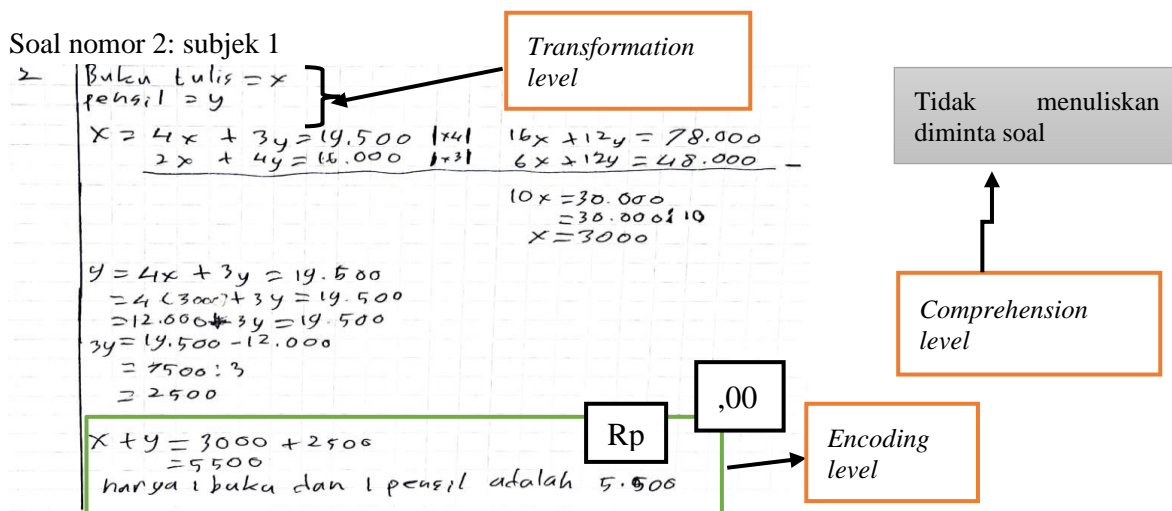 Soal nomor 2: subjek 1
Transformation
level
2 Buku tulis = x
pensil = y
x = 4x + 3y = 19.500 |x4| 16x + 12y = 78.000
2x + 4y = 16.000 |x3| 6x + 12y = 48.000 -
10x = 30.000
= 30.000 : 10
x = 3000
Tidak menuliskan
diminta soal
Comprehension
level
y = 4x + 3y = 19.500
= 4 (3000) + 3y = 19.500
= 12.000 + 3y = 19.500
3y = 19.500 - 12.000
= 7500 : 3
= 2500
,00
Rp
x + y = 3000 + 2500
= 5500
harga 1 buku dan 1 pensil adalah 5.500
Encoding
level